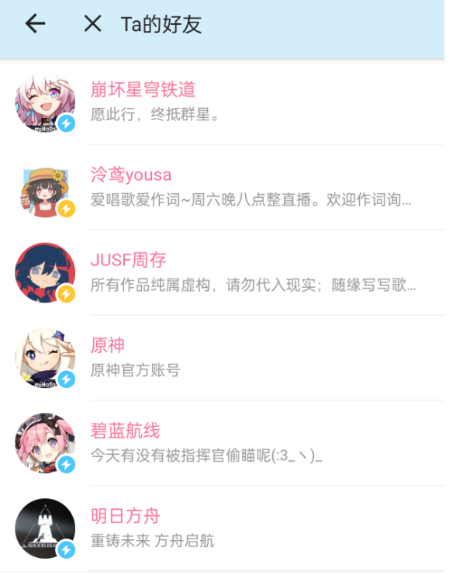 Ta的好友
崩坏星穹铁道
愿此行，终抵群星。
泠鸢yousa
爱唱歌爱作词~周六晚八点整直播。欢迎作词询...
JUSF周存
所有作品纯属虚构，请勿代入现实；随缘写写歌...
原神
原神官方账号
碧蓝航线
今天有没有被指挥官偷瞄呢(:3_ヽ)_
明日方舟
重铸未来 方舟启航